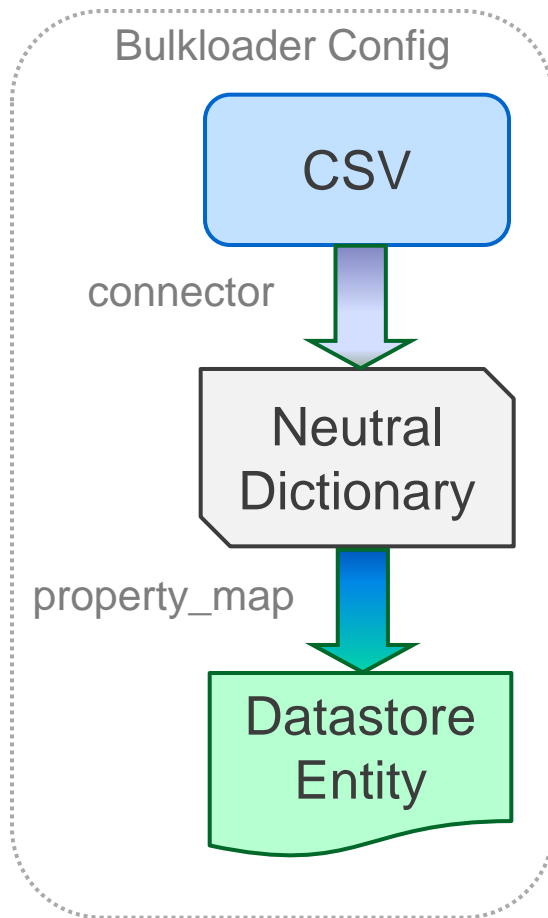 Bulkloader Config
CSV
connector
Neutral
Dictionary
property_map
Datastore
Entity